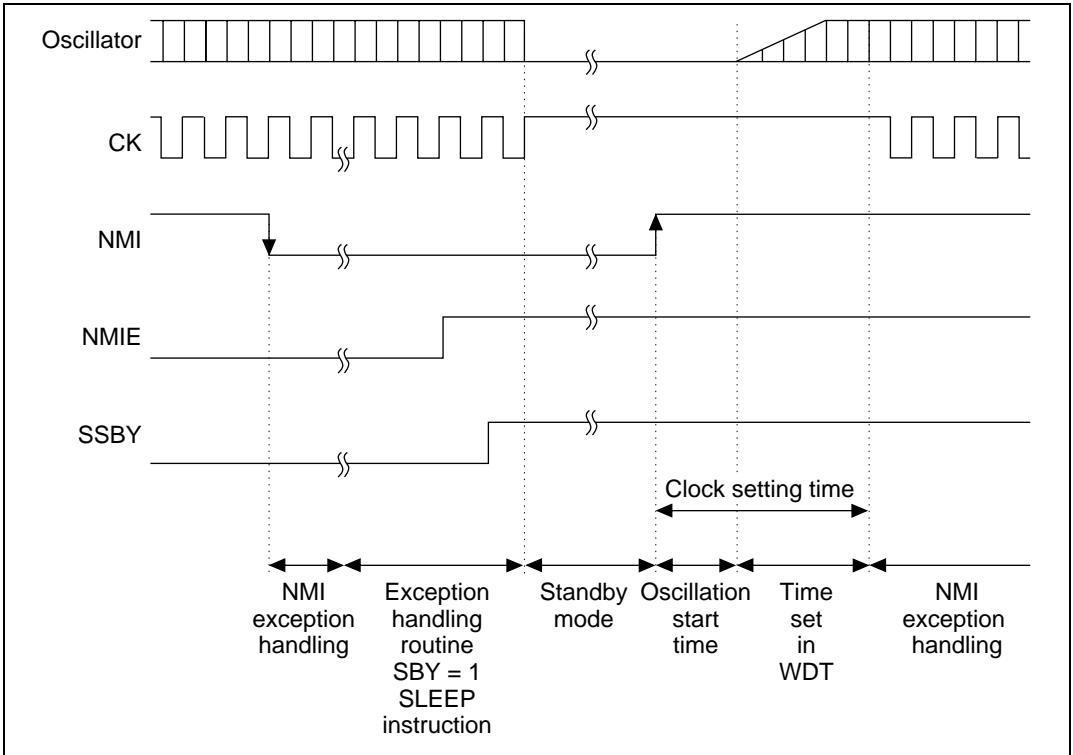 Oscillator
CK
NMI
NMIE
SSBY
Clock setting time
NMI
exception
handling
Exception
handling
routine
SBY = 1
SLEEP
instruction
Standby
mode
Oscillation
start
time
Time
set
in
WDT
NMI
exception
handling